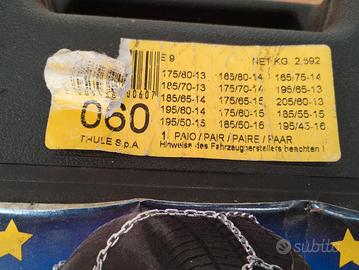 E 9 NET KG. 2,592
175/80-13 165/80-14 165-75-14
185/70-13 175/70-14 195/65-13
185/65-14 175/65-15 205/60-13
195/60-14 185/60-15 185/55-15
195/50-15 185/50-16 195/45-16
00607
060
THULE S.p.A
1 PAIO/PAIR/PAIRE/PAAR
Hinweise des Fahrzeugherstellers beachten !
subito